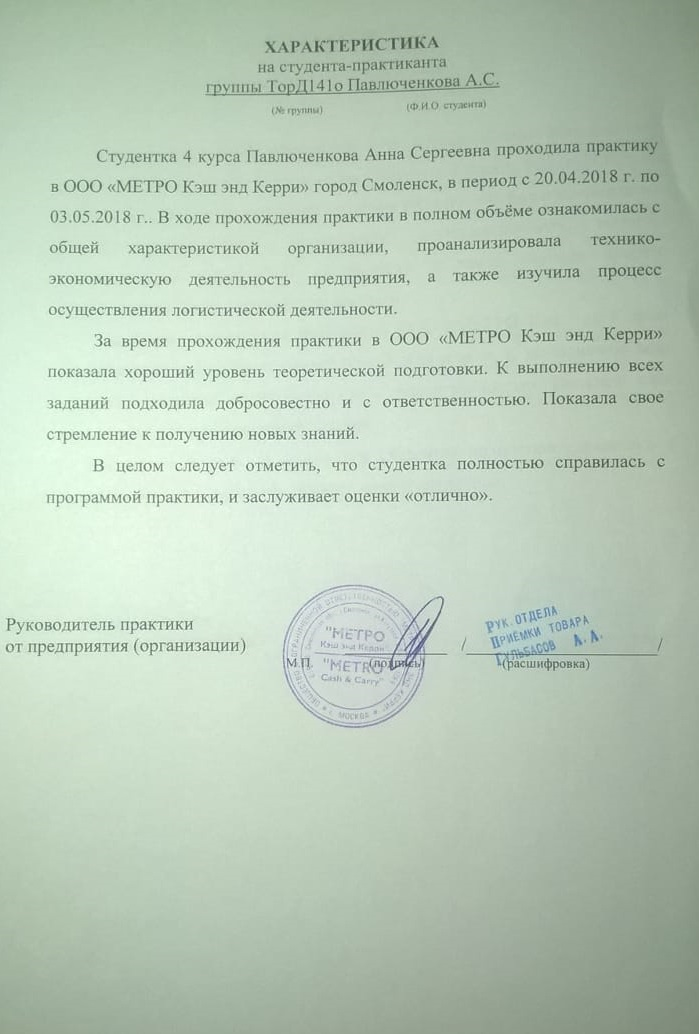 ХАРАКТЕРИСТИКА
на студента-практиканта
группы ТорД141о Павлюченкова А.С.
(№ группы) (Ф.И.О. студента)
Студентка 4 курса Павлюченкова Анна Сергеевна проходила практику
в ООО «МЕТРО Кэш энд Керри» город Смоленск, в период с 20.04.2018 г. по
03.05.2018 г.. В ходе прохождения практики в полном объёме ознакомилась с
общей характеристикой организации, проанализировала технико-
экономическую деятельность предприятия, а также изучила процесс
осуществления логистической деятельности.
За время прохождения практики в ООО «МЕТРО Кэш энд Керри»
показала хороший уровень теоретической подготовки. К выполнению всех
заданий подходила добросовестно и с ответственностью. Показала свое
стремление к получению новых знаний.
В целом следует отметить, что студентка полностью справилась с
программой практики, и заслуживает оценки «отлично».
Руководитель практики
от предприятия (организации) / /
М.П. (подпись) (расшифровка)
"МЕТРО
Кэш энд Керри"
"METRO
Cash & Carry"
МОСКВА
РУК. ОТДЕЛА
ПРИЁМКИ ТОВАРА
ГУЛЬБАСОВ А.А.